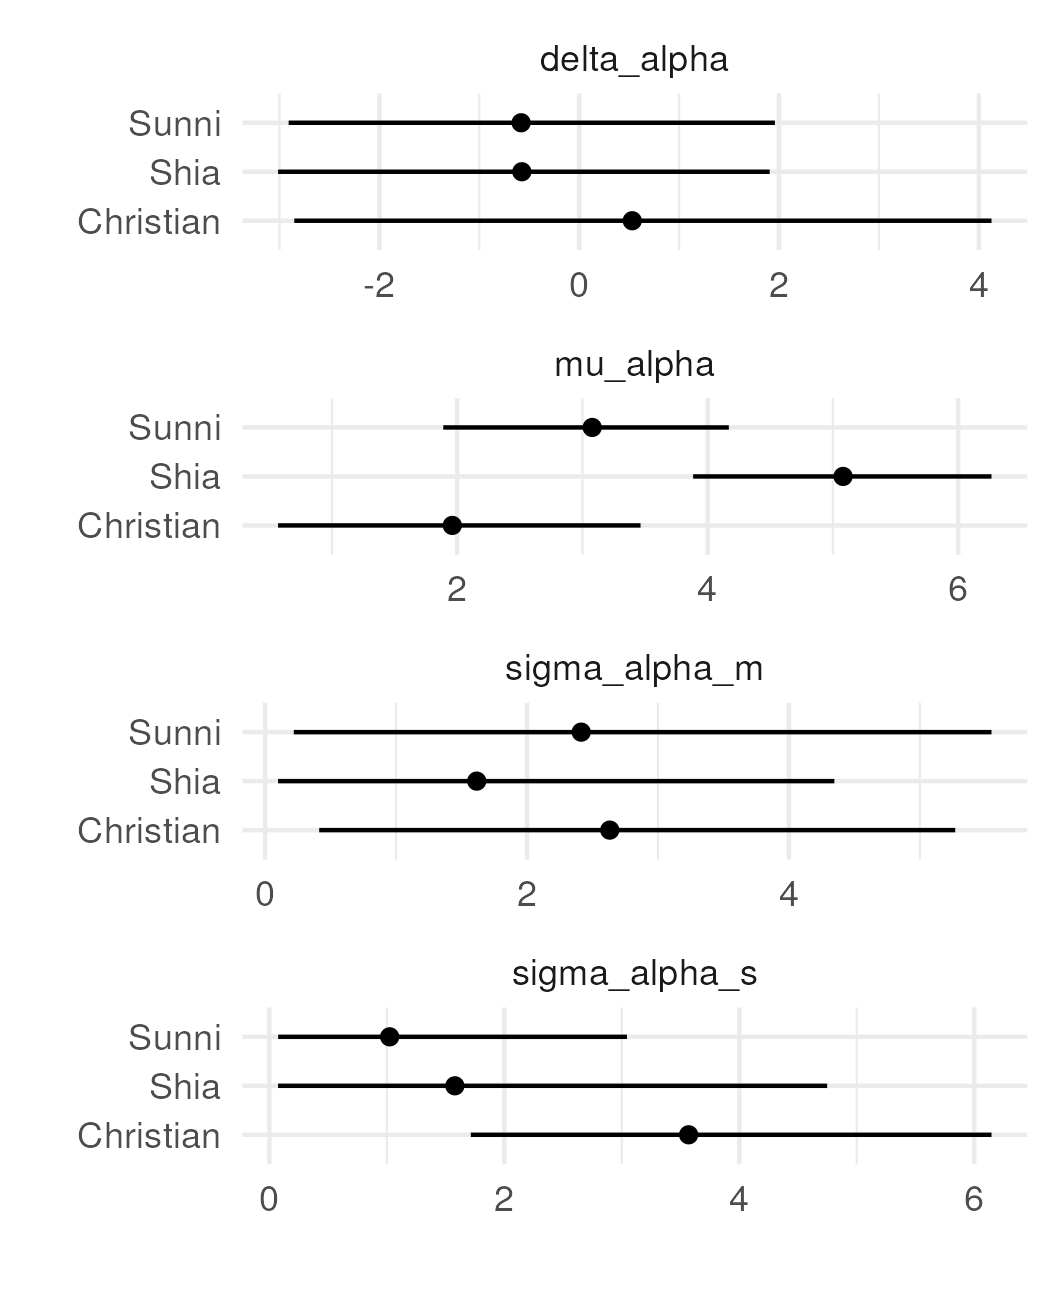 delta_alpha
Sunni
Shia
Christian
-2 0 2 4
mu_alpha
Sunni
Shia
Christian
2 4 6
sigma_alpha_m
Sunni
Shia
Christian
0 2 4
sigma_alpha_s
Sunni
Shia
Christian
0 2 4 6